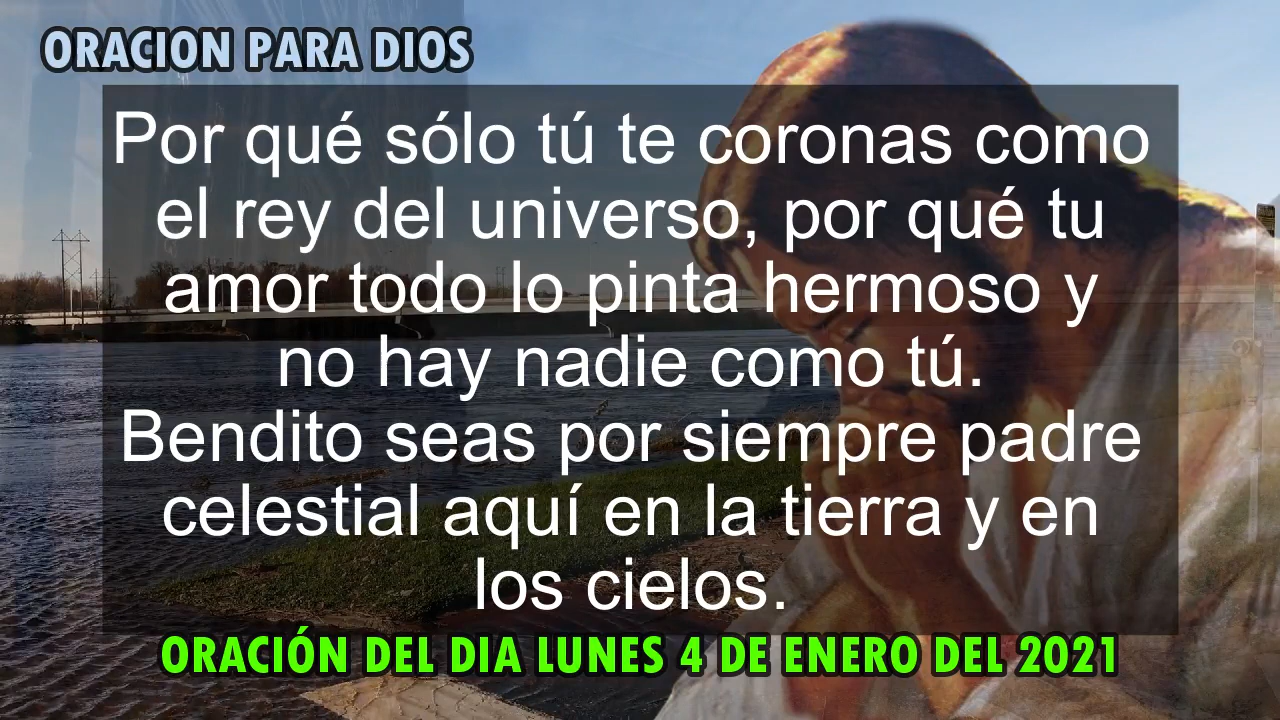 ORACION PARA DIOS
Por qué sólo tú te coronas como
el rey del universo, por qué tu
amor todo lo pinta hermoso y
no hay nadie como tú.
Bendito seas por siempre padre
celestial aquí en la tierra y en
los cielos.
ORACIÓN DEL DIA LUNES 4 DE ENERO DEL 2021